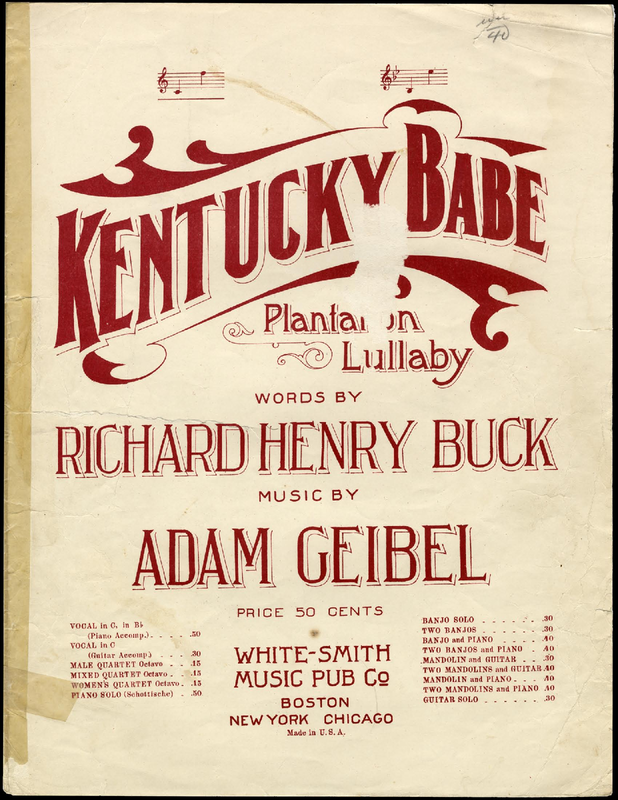 40
KENTUCKY BABE
Plantation
Lullaby
WORDS BY
RICHARD HENRY BUCK
MUSIC BY
ADAM GEIBEL
PRICE 50 CENTS
VOCAL in C, in B♭
(Piano Accomp.) . . . . .50
VOCAL in C
(Guitar Accomp.) . . . . .30
MALE QUARTET Octavo . . .15
MIXED QUARTET Octavo . . .15
WOMEN'S QUARTET Octavo . .15
PIANO SOLO (Schottische) . .50
WHITE-SMITH
MUSIC PUB Co
BOSTON
NEW YORK CHICAGO
Made in U.S.A.
BANJO SOLO . . . . . . . .30
TWO BANJOS . . . . . . . .30
BANJO and PIANO . . . . . .40
TWO BANJOS and PIANO . . .40
MANDOLIN and GUITAR . . .30
TWO MANDOLINS and GUITAR .40
MANDOLIN and PIANO . . . .40
TWO MANDOLINS and PIANO .40
GUITAR SOLO . . . . . . . .30